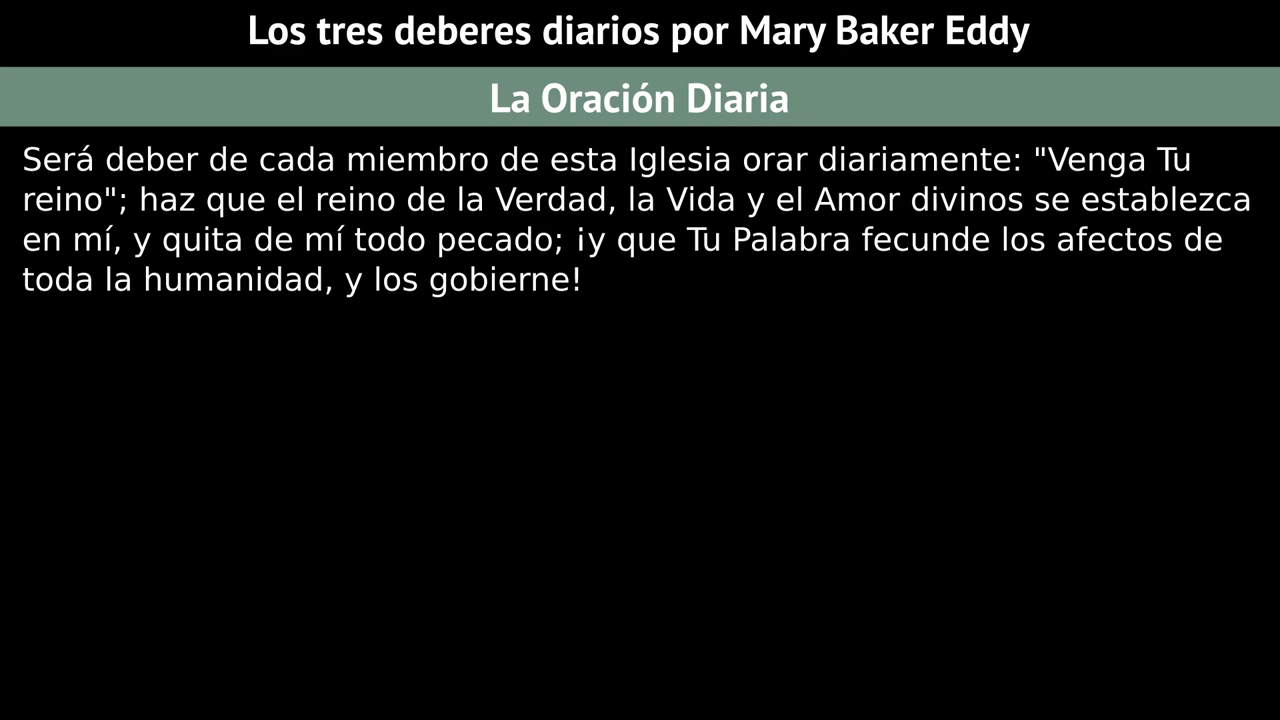 Los tres deberes diarios por Mary Baker Eddy
La Oración Diaria
Será deber de cada miembro de esta Iglesia orar diariamente: "Venga Tu
reino"; haz que el reino de la Verdad, la Vida y el Amor divinos se establezca
en mí, y quita de mí todo pecado; ¡y que Tu Palabra fecunde los afectos de
toda la humanidad, y los gobierne!